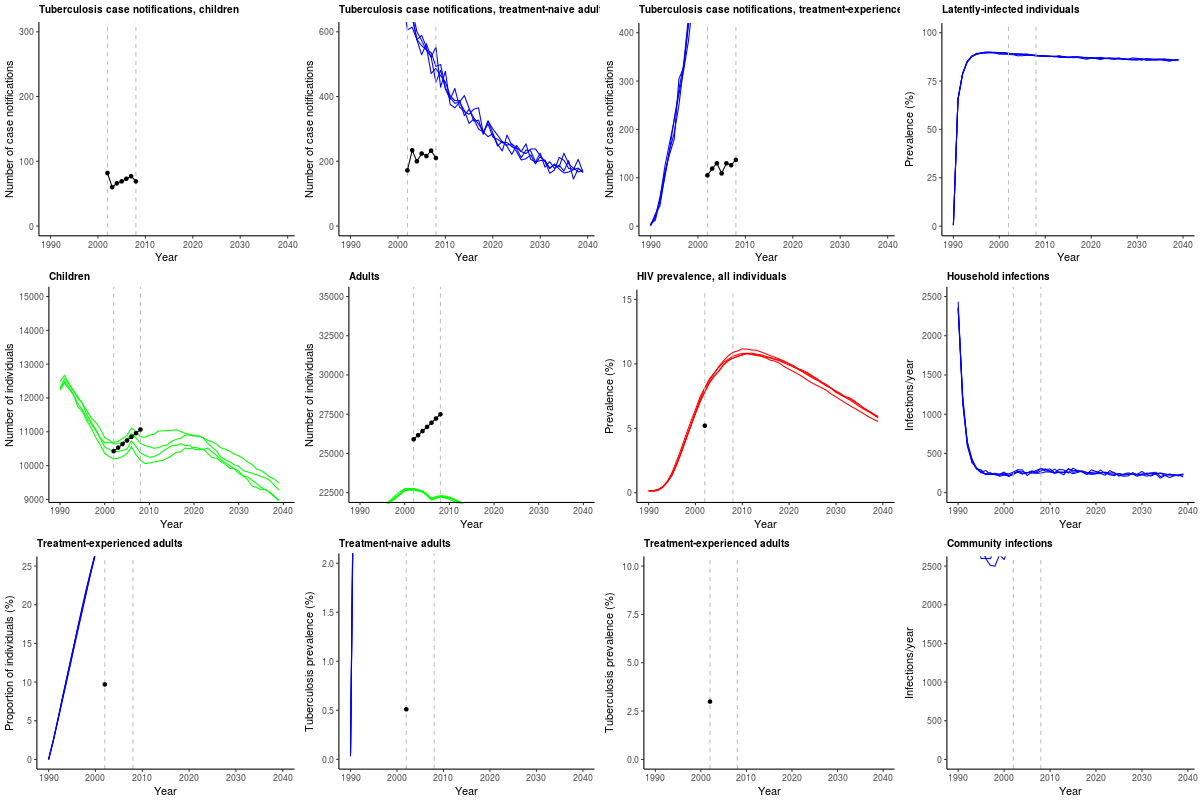 Tuberculosis case notifications, children
Number of case notifications
300
200
100
0
1990 2000 2010 2020 2030 2040
Year
Tuberculosis case notifications, treatment-naive adult
Number of case notifications
600
400
200
0
1990 2000 2010 2020 2030 2040
Year
Tuberculosis case notifications, treatment-experience
Number of case notifications
400
300
200
100
0
1990 2000 2010 2020 2030 2040
Year
Latently-infected individuals
Prevalence (%)
100
75
50
25
0
1990 2000 2010 2020 2030 2040
Year
Children
Number of individuals
15000
14000
13000
12000
11000
10000
9000
1990 2000 2010 2020 2030 2040
Year
Adults
Number of individuals
35000
32500
30000
27500
25000
22500
1990 2000 2010 2020 2030 2040
Year
HIV prevalence, all individuals
Prevalence (%)
15
10
5
0
1990 2000 2010 2020 2030 2040
Year
Household infections
Infections/year
2500
2000
1500
1000
500
0
1990 2000 2010 2020 2030 2040
Year
Treatment-experienced adults
Proportion of individuals (%)
25
20
15
10
5
0
1990 2000 2010 2020 2030 2040
Year
Treatment-naive adults
Tuberculosis prevalence (%)
2.0
1.5
1.0
0.5
0.0
1990 2000 2010 2020 2030 2040
Year
Treatment-experienced adults
Tuberculosis prevalence (%)
10.0
7.5
5.0
2.5
0.0
1990 2000 2010 2020 2030 2040
Year
Community infections
Infections/year
2500
2000
1500
1000
500
0
1990 2000 2010 2020 2030 2040
Year